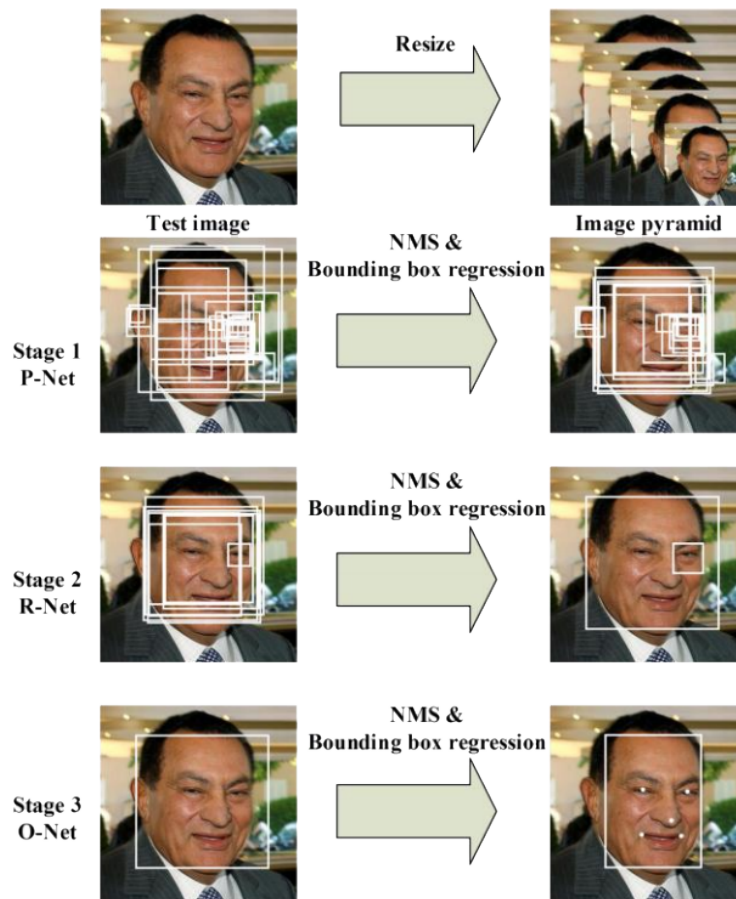 Resize
Test image
Image pyramid
NMS &
Bounding box regression
Stage 1
P-Net
NMS &
Bounding box regression
Stage 2
R-Net
NMS &
Bounding box regression
Stage 3
O-Net